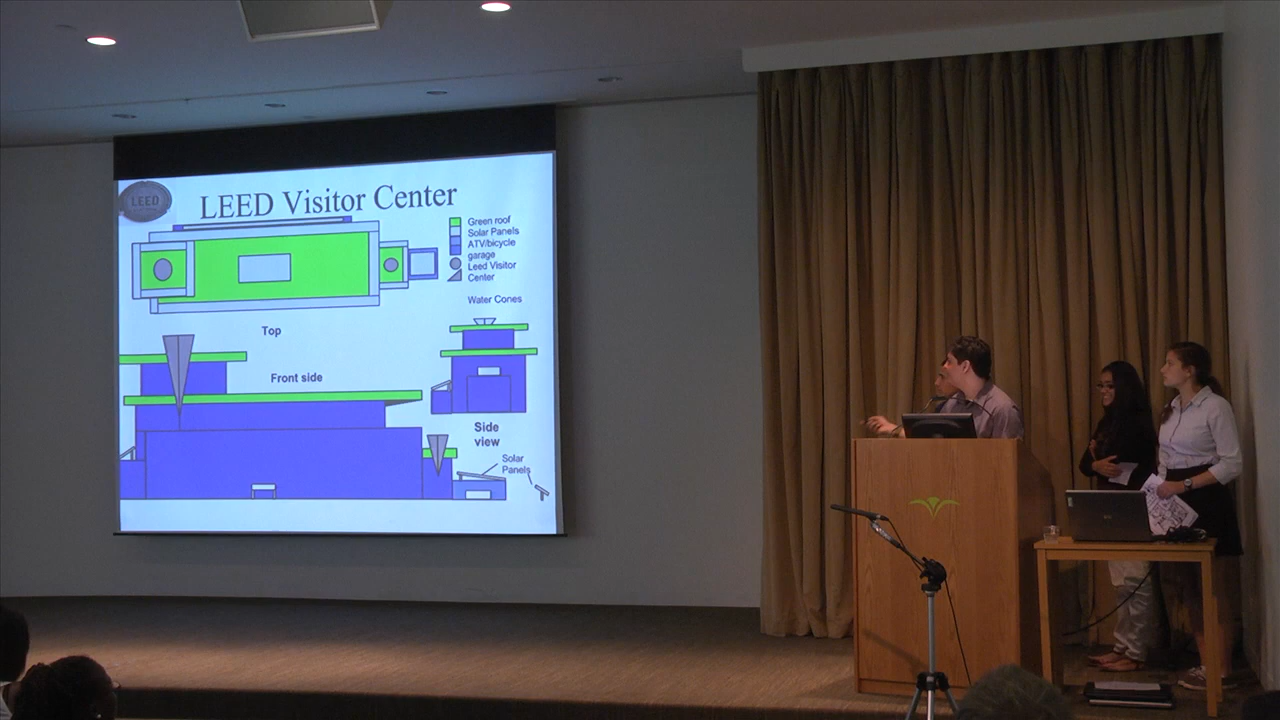 LEED
LEED Visitor Center
Green roof
Solar Panels
ATV/bicycle
garage
Leed Visitor
Center
Water Cones
Top
Front side
Side
view
Solar
Panels